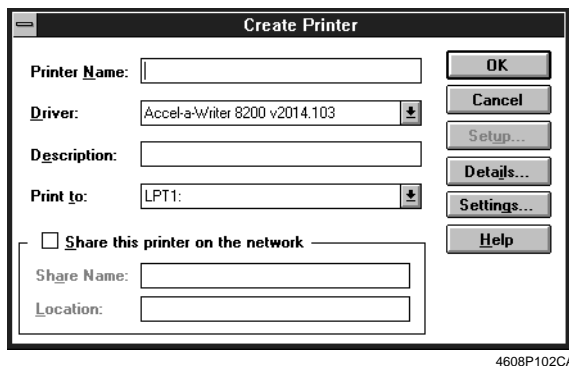 Create Printer
Printer Name:
OK
Driver: Accel-a-Writer 8200 v2014.103
Cancel
Setup...
Description:
Details...
Print to: LPT1:
Settings...
Share this printer on the network
Help
Share Name:
Location:
4608P102CA